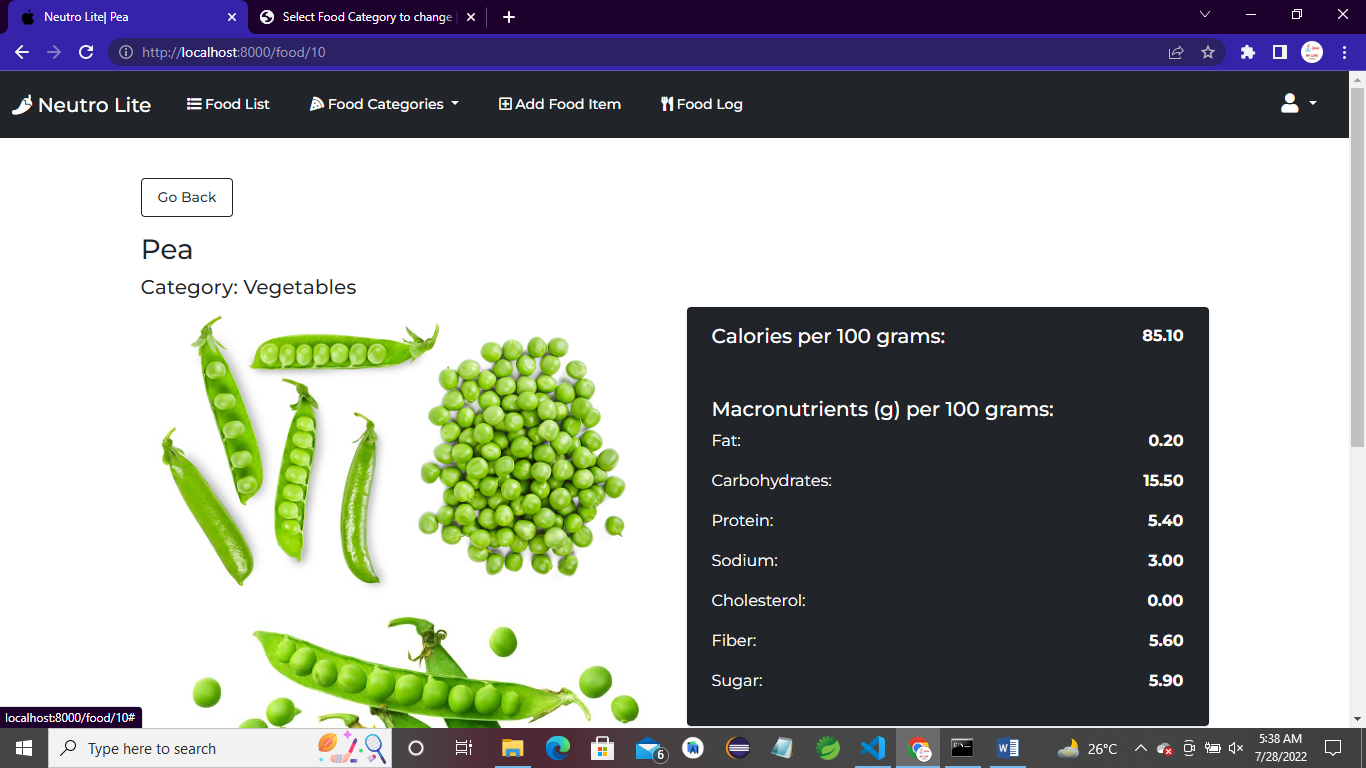 Neutro Lite| Pea
Select Food Category to change
http://localhost:8000/food/10
Neutro Lite
Food List
Food Categories
Add Food Item
Food Log
Go Back
Pea
Category: Vegetables
Calories per 100 grams: 85.10
Macronutrients (g) per 100 grams:
Fat: 0.20
Carbohydrates: 15.50
Protein: 5.40
Sodium: 3.00
Cholesterol: 0.00
Fiber: 5.60
Sugar: 5.90
localhost:8000/food/10#
Type here to search
6
26°C
5:38 AM
7/28/2022